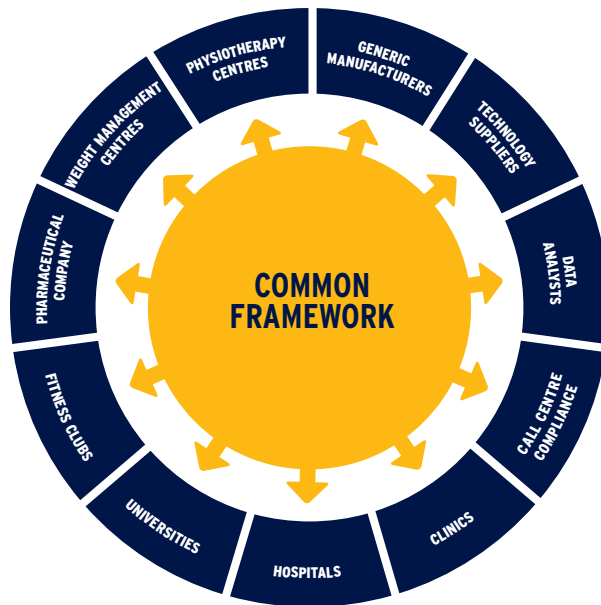 COMMON
FRAMEWORK
PHYSIOTHERAPY
CENTRES
GENERIC
MANUFACTURERS
TECHNOLOGY
SUPPLIERS
DATA
ANALYSTS
CALL CENTRE
COMPLIANCE
CLINICS
HOSPITALS
UNIVERSITIES
FITNESS CLUBS
PHARMACEUTICAL
COMPANY
WEIGHT MANAGEMENT
CENTRES